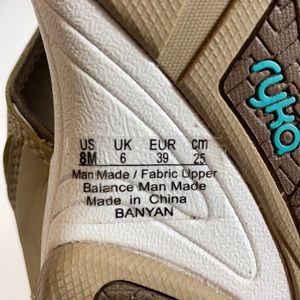 US UK EUR cm
8M 6 39 25
Man Made / Fabric Upper
Balance Man Made
Made in China
BANYAN
ryka